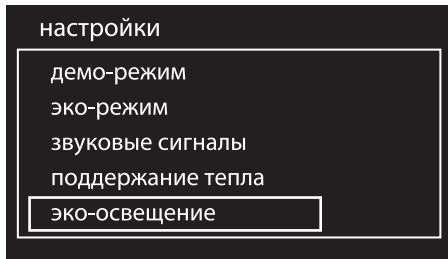 настройки
демо-режим
эко-режим
звуковые сигналы
поддержание тепла
эко-освещение